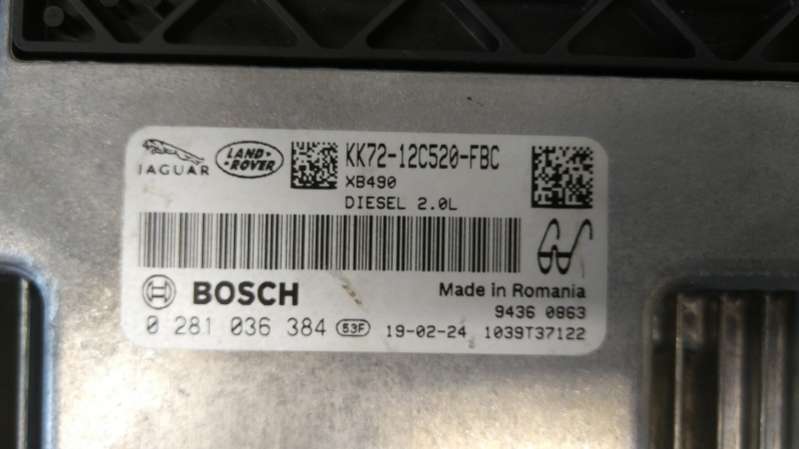 JAGUAR
LAND ROVER
KK72-12C520-FBC
XB490
DIESEL 2.0L
BOSCH
Made in Romania
9436 0863
0 281 036 384 53F 19-02-24 1039T37122